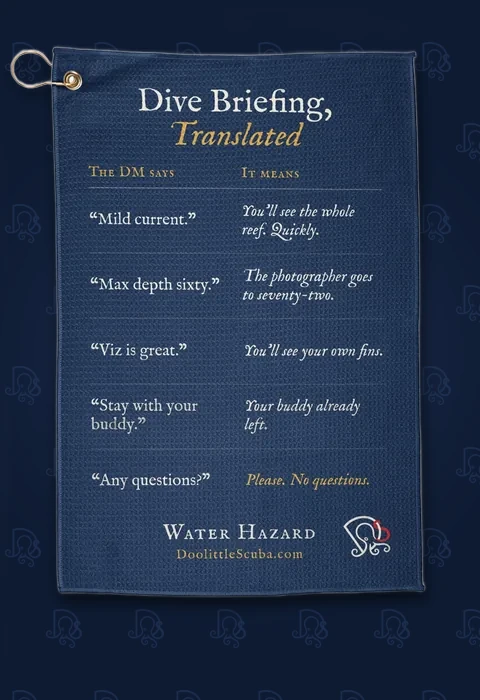 Dive Briefing,
Translated
The DM says
It means
“Mild current.”
You’ll see the whole
reef. Quickly.
“Max depth sixty.”
The photographer goes
to seventy-two.
“Viz is great.”
You’ll see your own fins.
“Stay with your
buddy.”
Your buddy already
left.
“Any questions?”
Please. No questions.
Water Hazard
DoolittleScuba.com